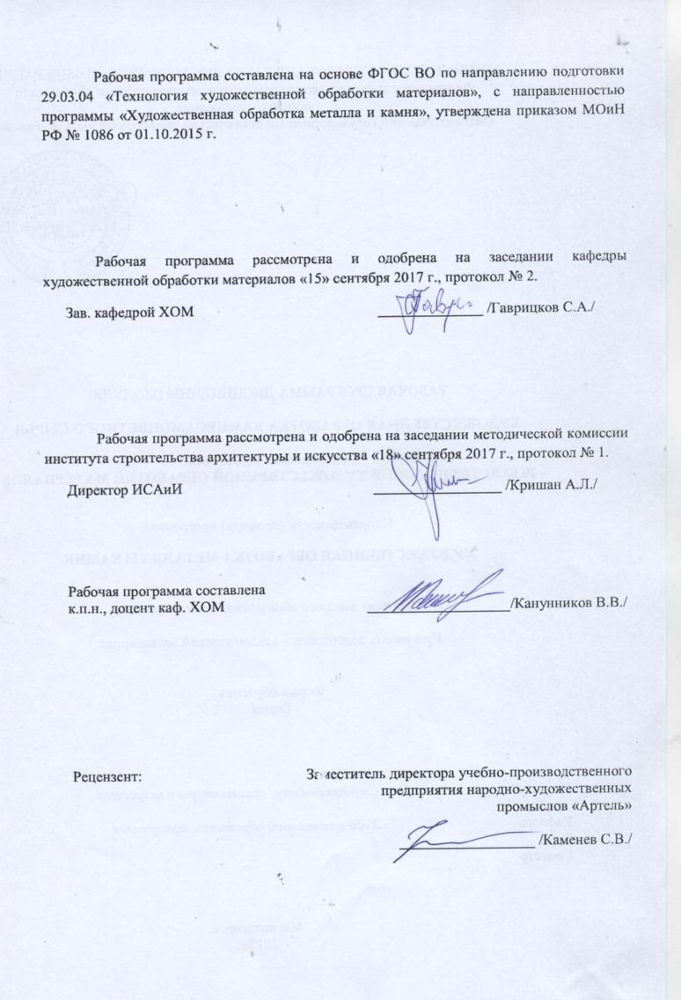 Рабочая программа составлена на основе ФГОС ВО по направлению подготовки
29.03.04 «Технология художественной обработки материалов», с направленностью
программы «Художественная обработка металла и камня», утверждена приказом МОиН
РФ № 1086 от 01.10.2015 г.
Рабочая программа рассмотрена и одобрена на заседании кафедры
художественной обработки материалов «15» сентября 2017 г., протокол № 2.
Зав. кафедрой ХОМ /Гаврицков С.А./
Рабочая программа рассмотрена и одобрена на заседании методической комиссии
института строительства архитектуры и искусства «18» сентября 2017 г., протокол № 1.
Директор ИСАиИ /Кришан А.Л./
Рабочая программа составлена
к.п.н., доцент каф. ХОМ /Канунников В.В./
Рецензент: Заместитель директора учебно-производственного
предприятия народно-художественных
промыслов «Артель»
/Каменев С.В./